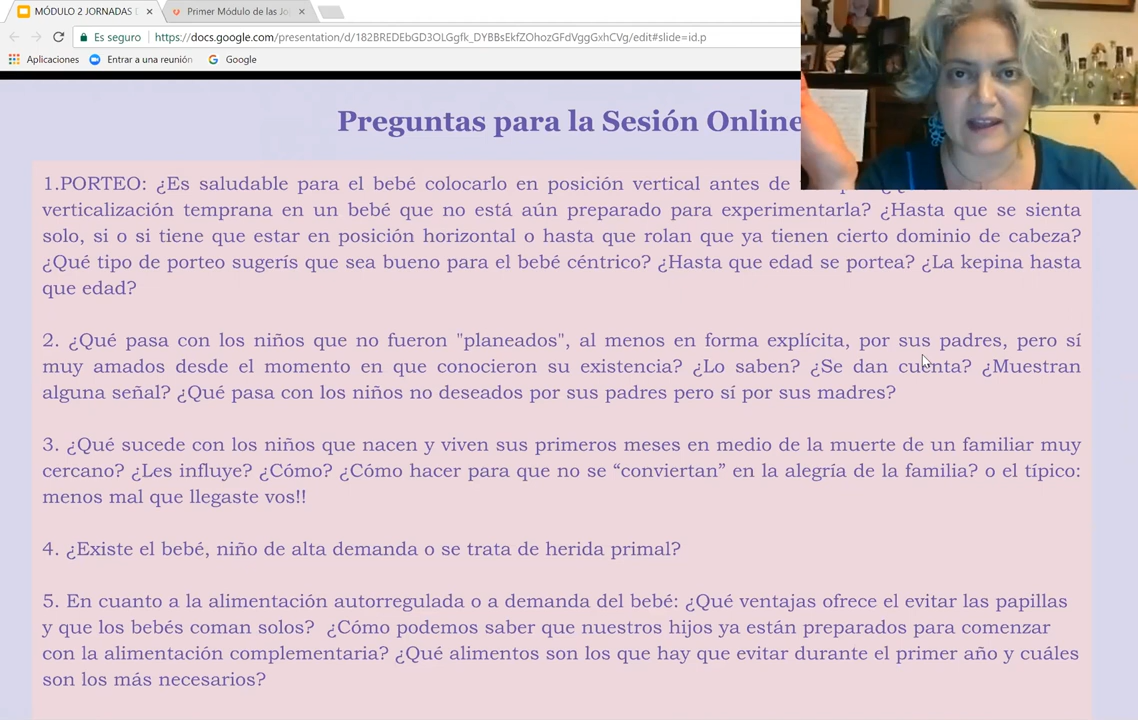 MÓDULO 2 JORNADAS
Primer Módulo de las Jo
Es seguro
https://docs.google.com/presentation/d/182BREDEbGD3OLGgfk_DYBBsEkfZOhozGFdVggGxhCVg/edit#slide=id.p
Aplicaciones
Entrar a una reunión
Google
Preguntas para la Sesión Online
1.PORTEO: ¿Es saludable para el bebé colocarlo en posición vertical antes de
verticalización temprana en un bebé que no está aún preparado para experimentarla? ¿Hasta que se sienta
solo, si o si tiene que estar en posición horizontal o hasta que rolan que ya tienen cierto dominio de cabeza?
¿Qué tipo de porteo sugerís que sea bueno para el bebé céntrico? ¿Hasta que edad se portea? ¿La kepina hasta
que edad?
2. ¿Qué pasa con los niños que no fueron "planeados", al menos en forma explícita, por sus padres, pero sí
muy amados desde el momento en que conocieron su existencia? ¿Lo saben? ¿Se dan cuenta? ¿Muestran
alguna señal? ¿Qué pasa con los niños no deseados por sus padres pero sí por sus madres?
3. ¿Qué sucede con los niños que nacen y viven sus primeros meses en medio de la muerte de un familiar muy
cercano? ¿Les influye? ¿Cómo? ¿Cómo hacer para que no se “conviertan” en la alegría de la familia? o el típico:
menos mal que llegaste vos!!
4. ¿Existe el bebé, niño de alta demanda o se trata de herida primal?
5. En cuanto a la alimentación autorregulada o a demanda del bebé: ¿Qué ventajas ofrece el evitar las papillas
y que los bebés coman solos? ¿Cómo podemos saber que nuestros hijos ya están preparados para comenzar
con la alimentación complementaria? ¿Qué alimentos son los que hay que evitar durante el primer año y cuáles
son los más necesarios?